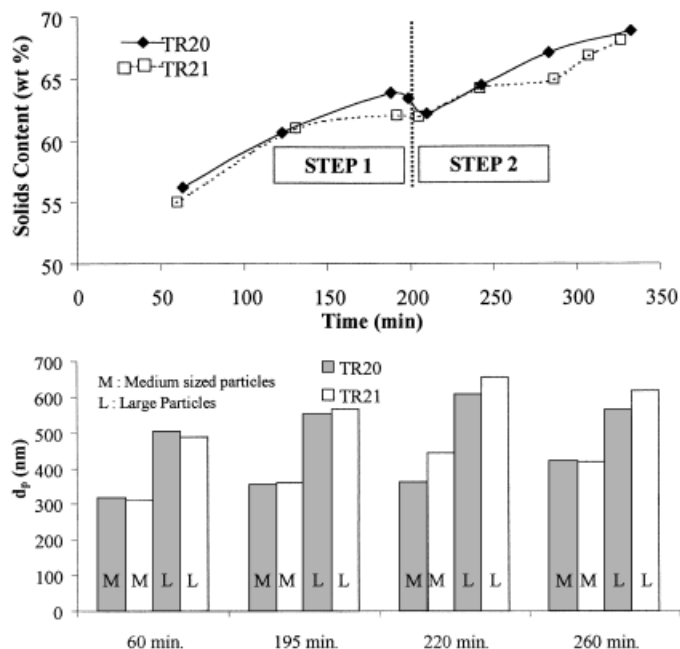 70
TR20
TR21
65
60
STEP 1
STEP 2
55
50
Solids Content (wt %)
0 50 100 150 200 250 300 350
Time (min)
700
TR20
M : Medium sized particles
TR21
L : Large Particles
600
500
400
300
200
100
0
d_p (nm)
M M L L M M L L M M L L M M L L
60 min. 195 min. 220 min. 260 min.